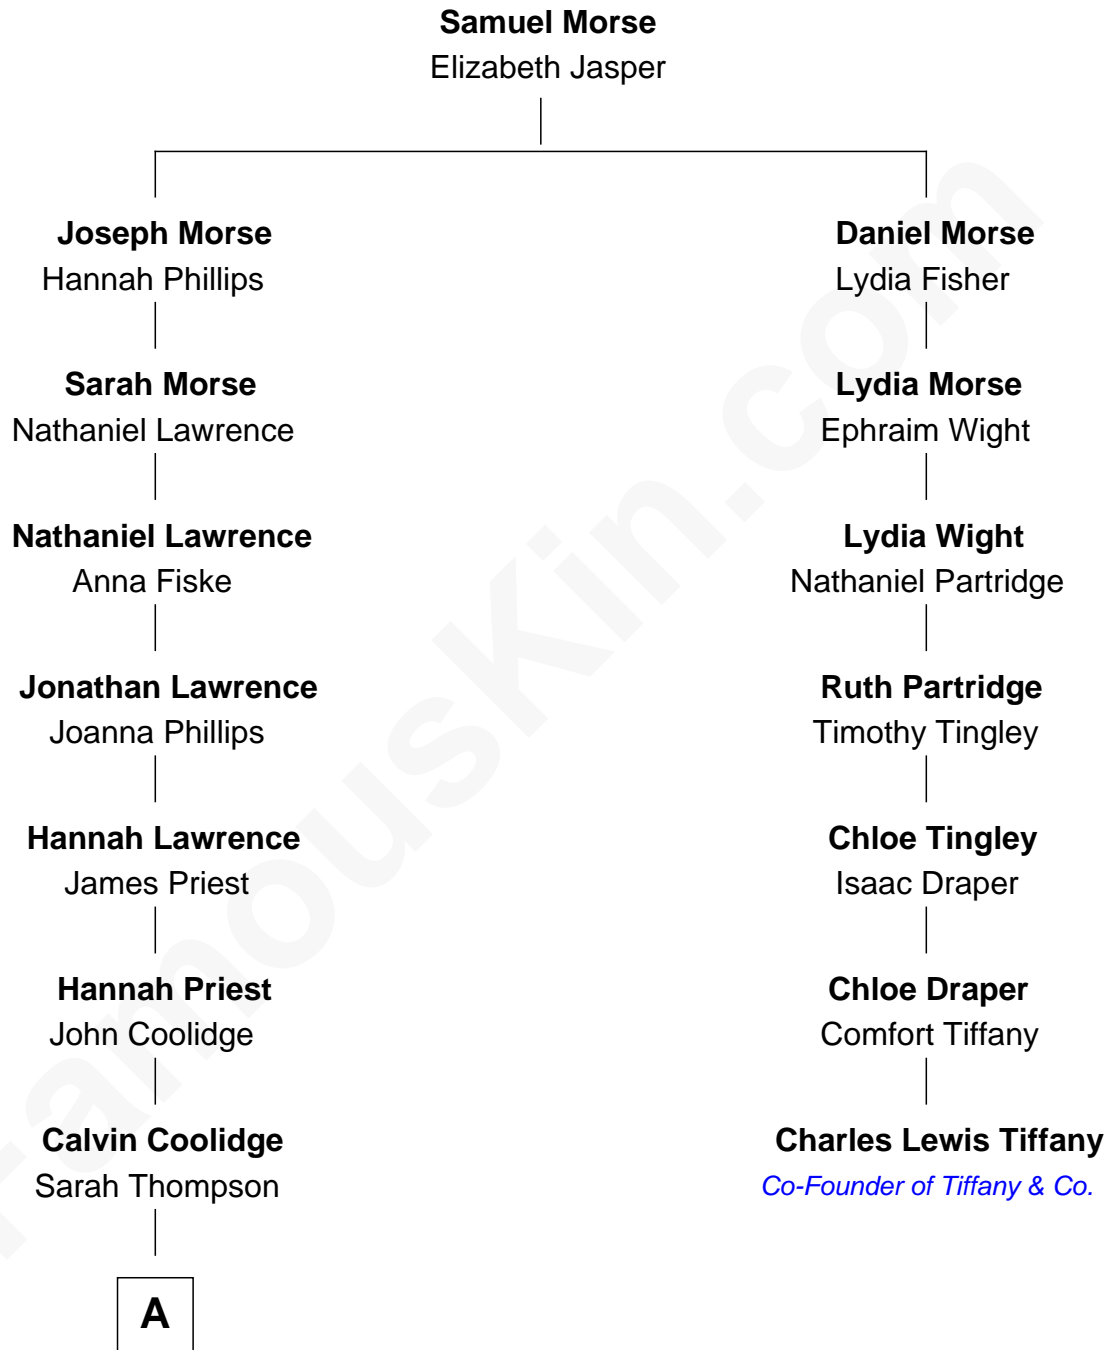 Samuel Morse
Elizabeth Jasper
Joseph Morse
Hannah Phillips
Daniel Morse
Lydia Fisher
Sarah Morse
Nathaniel Lawrence
Lydia Morse
Ephraim Wight
Nathaniel Lawrence
Anna Fiske
Lydia Wight
Nathaniel Partridge
Jonathan Lawrence
Joanna Phillips
Ruth Partridge
Timothy Tingley
Hannah Lawrence
James Priest
Chloe Tingley
Isaac Draper
Hannah Priest
John Coolidge
Chloe Draper
Comfort Tiffany
Calvin Coolidge
Sarah Thompson
Charles Lewis Tiffany
Co-Founder of Tiffany & Co.
A
FamousKin.com